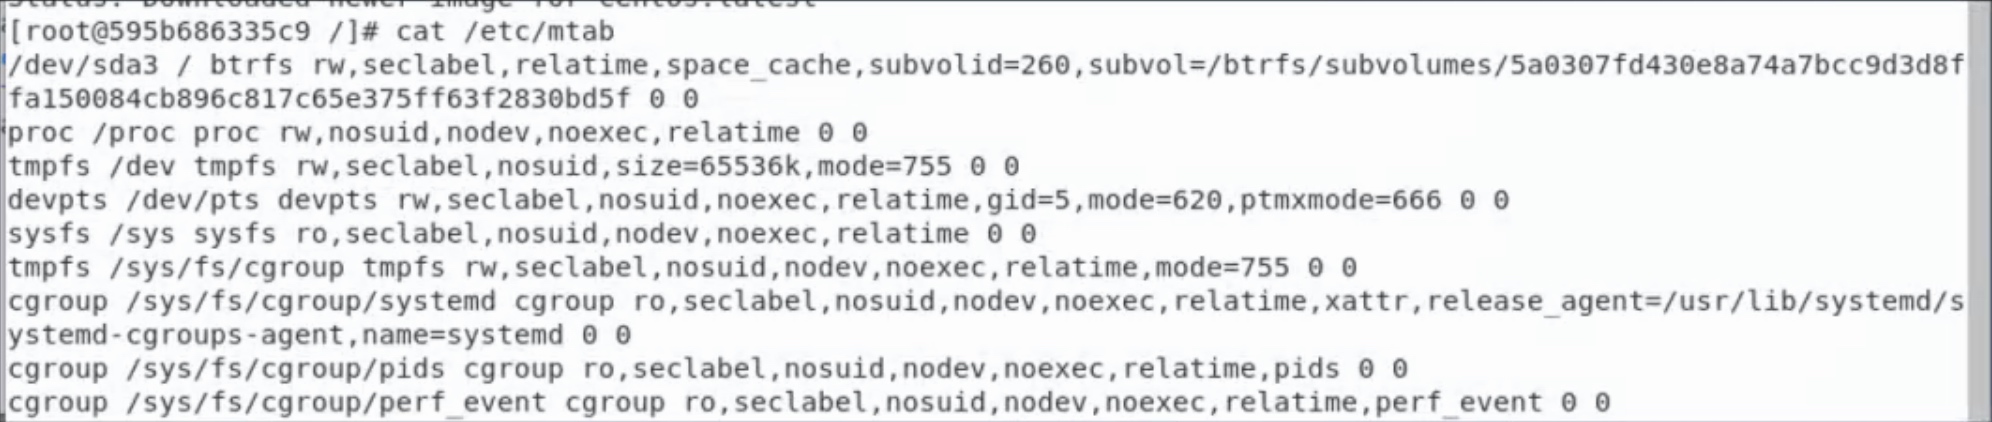 Status: Downloaded newer image for centos:latest
[root@595b686335c9 /]# cat /etc/mtab
/dev/sda3 / btrfs rw,seclabel,relatime,space_cache,subvolid=260,subvol=/btrfs/subvolumes/5a0307fd430e8a74a7bcc9d3d8f
fa150084cb896c817c65e375ff63f2830bd5f 0 0
proc /proc proc rw,nosuid,nodev,noexec,relatime 0 0
tmpfs /dev tmpfs rw,seclabel,nosuid,size=65536k,mode=755 0 0
devpts /dev/pts devpts rw,seclabel,nosuid,noexec,relatime,gid=5,mode=620,ptmxmode=666 0 0
sysfs /sys sysfs ro,seclabel,nosuid,nodev,noexec,relatime 0 0
tmpfs /sys/fs/cgroup tmpfs rw,seclabel,nosuid,nodev,noexec,relatime,mode=755 0 0
cgroup /sys/fs/cgroup/systemd cgroup ro,seclabel,nosuid,nodev,noexec,relatime,xattr,release_agent=/usr/lib/systemd/s
ystemd-cgroups-agent,name=systemd 0 0
cgroup /sys/fs/cgroup/pids cgroup ro,seclabel,nosuid,nodev,noexec,relatime,pids 0 0
cgroup /sys/fs/cgroup/perf_event cgroup ro,seclabel,nosuid,nodev,noexec,relatime,perf_event 0 0